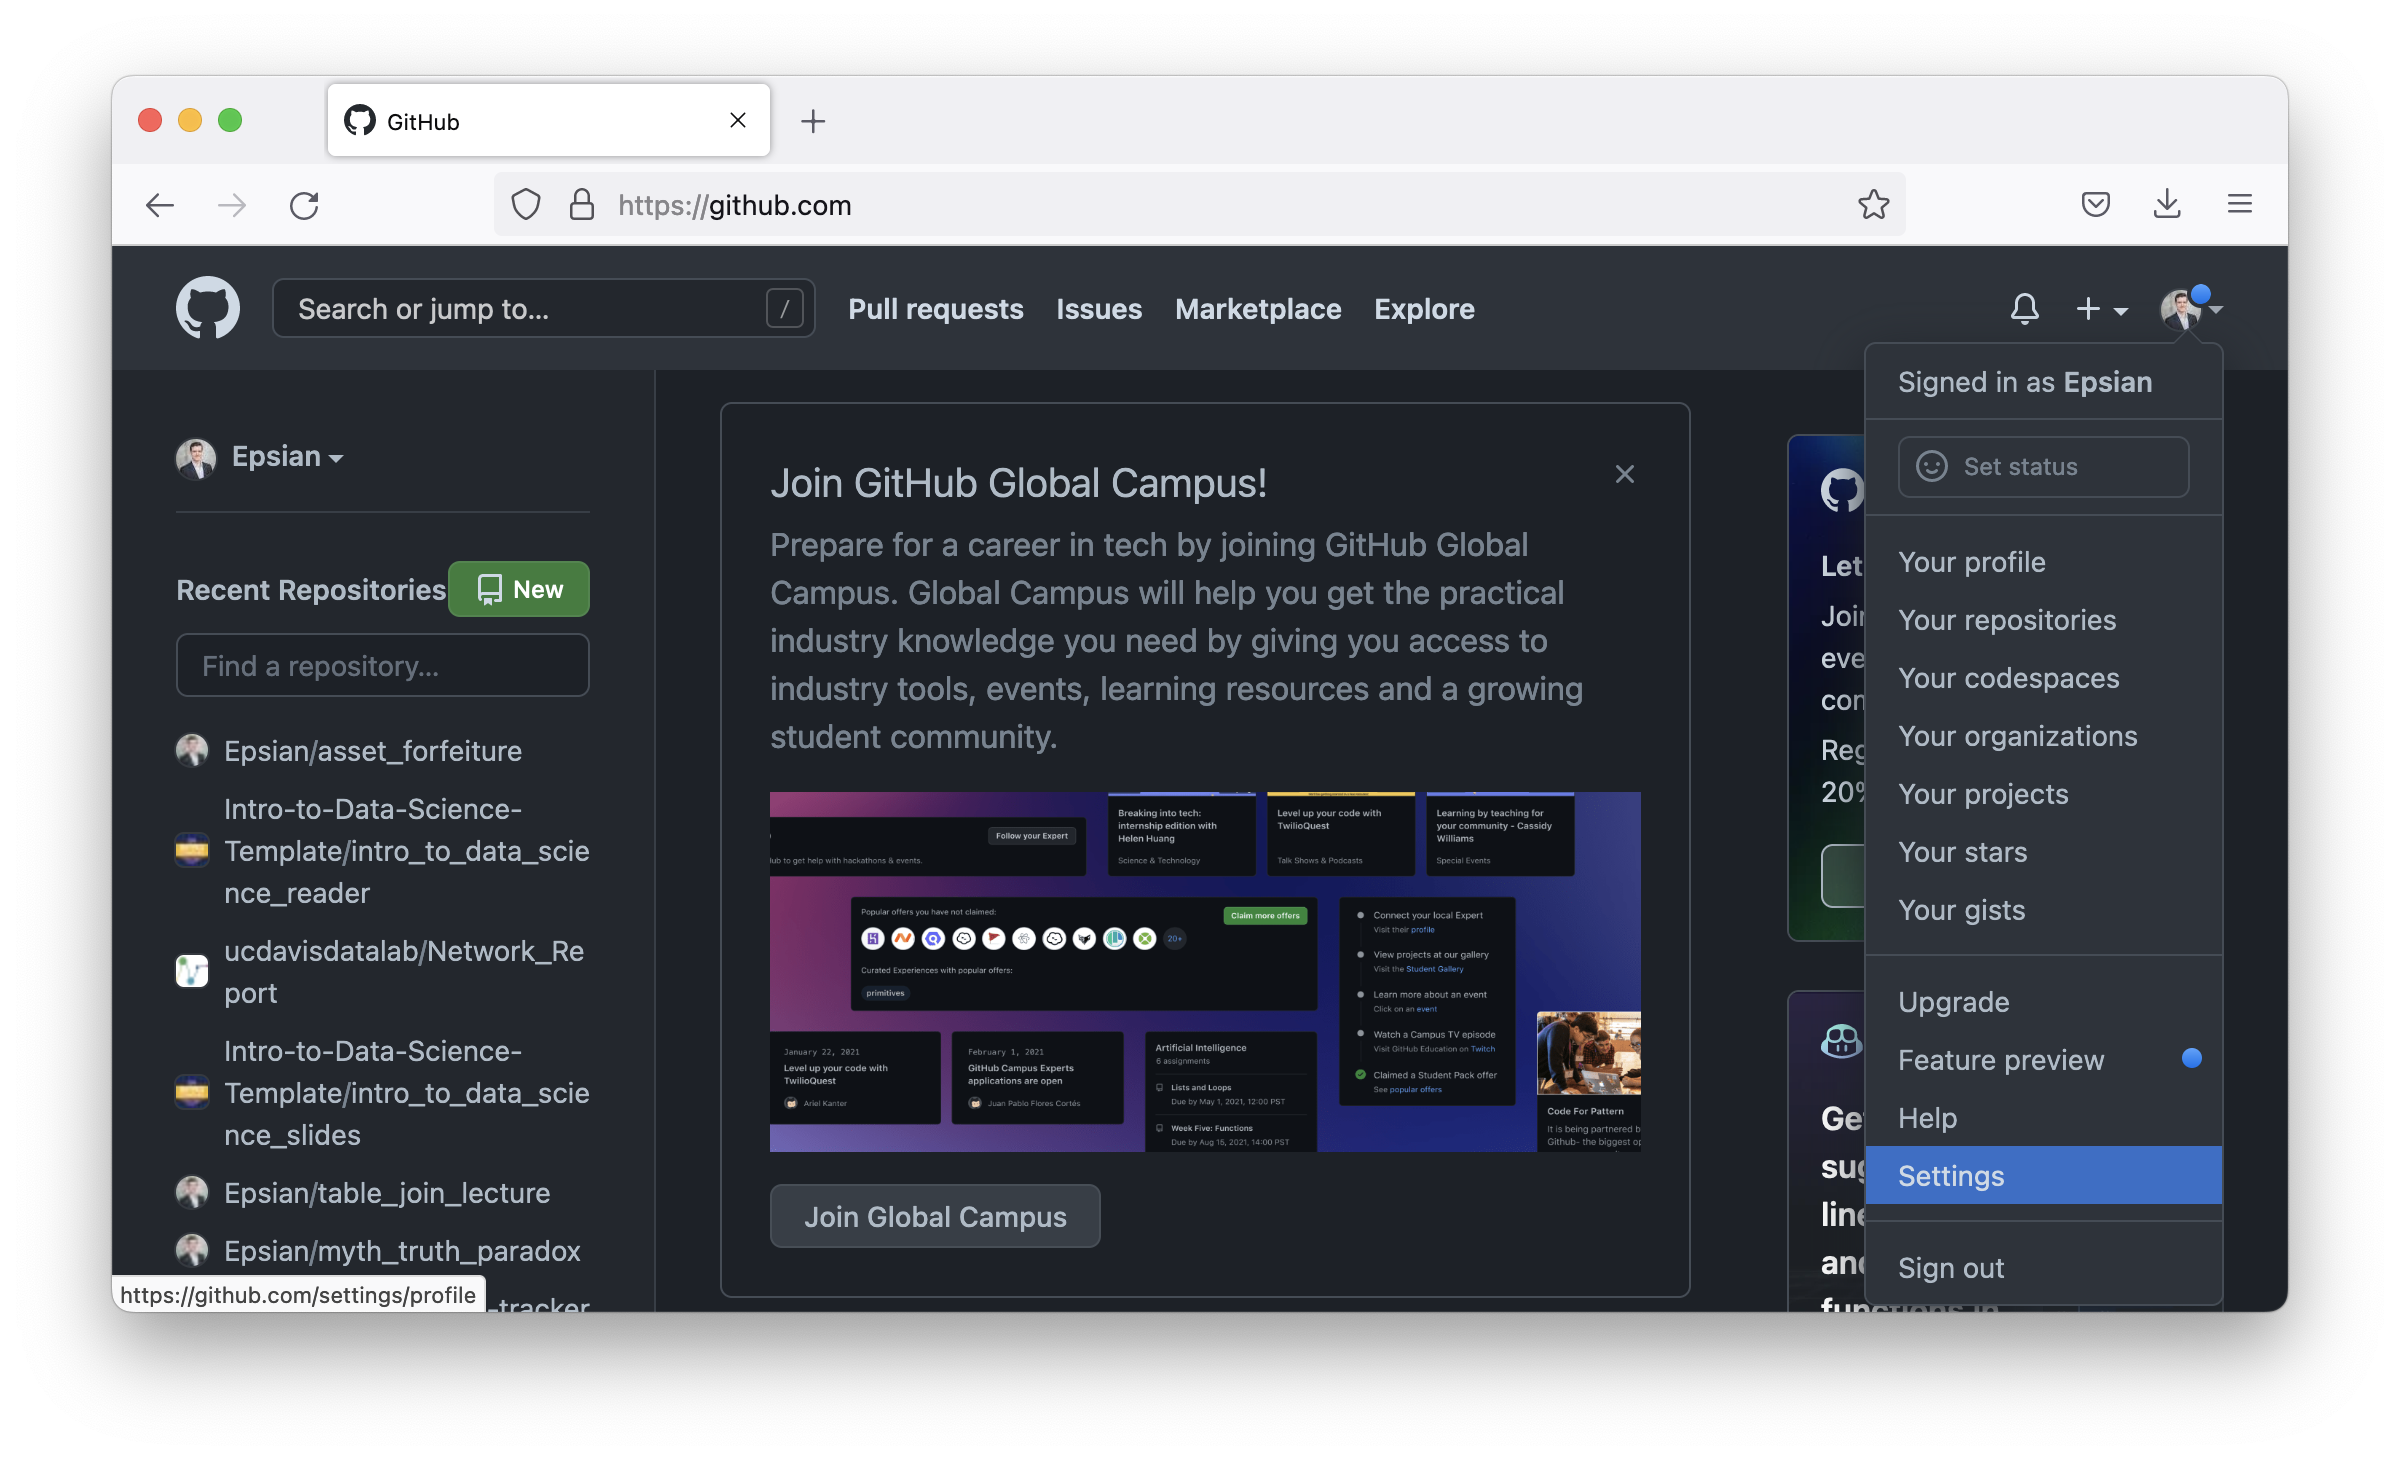 GitHub
https://github.com
Search or jump to...
/
Pull requests
Issues
Marketplace
Explore
Signed in as Epsian
Set status
Your profile
Your repositories
Your codespaces
Your organizations
Your projects
Your stars
Your gists
Upgrade
Feature preview
Help
Settings
Sign out
Epsian
Recent Repositories
New
Find a repository...
Epsian/asset_forfeiture
Intro-to-Data-Science-
Template/intro_to_data_scie
nce_reader
ucdavisdatalab/Network_Re
port
Intro-to-Data-Science-
Template/intro_to_data_scie
nce_slides
Epsian/table_join_lecture
Epsian/myth_truth_paradox
-tracker
https://github.com/settings/profile
Join GitHub Global Campus!
Prepare for a career in tech by joining GitHub Global
Campus. Global Campus will help you get the practical
industry knowledge you need by giving you access to
industry tools, events, learning resources and a growing
student community.
Follow your Expert
lub to get help with hackathons & events.
Breaking into tech:
internship edition with
Helen Huang
Science & Technology
Level up your code with
TwilioQuest
Talk Shows & Podcasts
Learning by teaching for
your community - Cassidy
Williams
Special Events
Popular offers you have not claimed:
Claim more offers
20+
Curated Experiences with popular offers:
primitives
Connect your local Expert
Visit their profile
View projects at our gallery
Visit the Student Gallery
Learn more about an event
Click on an event
Watch a Campus TV episode
Visit GitHub Education on Twitch
Claimed a Student Pack offer
See popular offers
January 22, 2021
Level up your code with
TwilioQuest
Ariel Kanter
February 1, 2021
GitHub Campus Experts
applications are open
Juan Pablo Flores Cortés
Artificial Intelligence
6 assignments
Lists and Loops
Due by May 1, 2021, 12:00 PST
Week Five: Functions
Due by Aug 15, 2021, 14:00 PST
Code For Pattern
It is being partnered b
Github- the biggest op
Join Global Campus
Let
Join
eve
con
Reg
20%
Get
sug
line
and
functions in